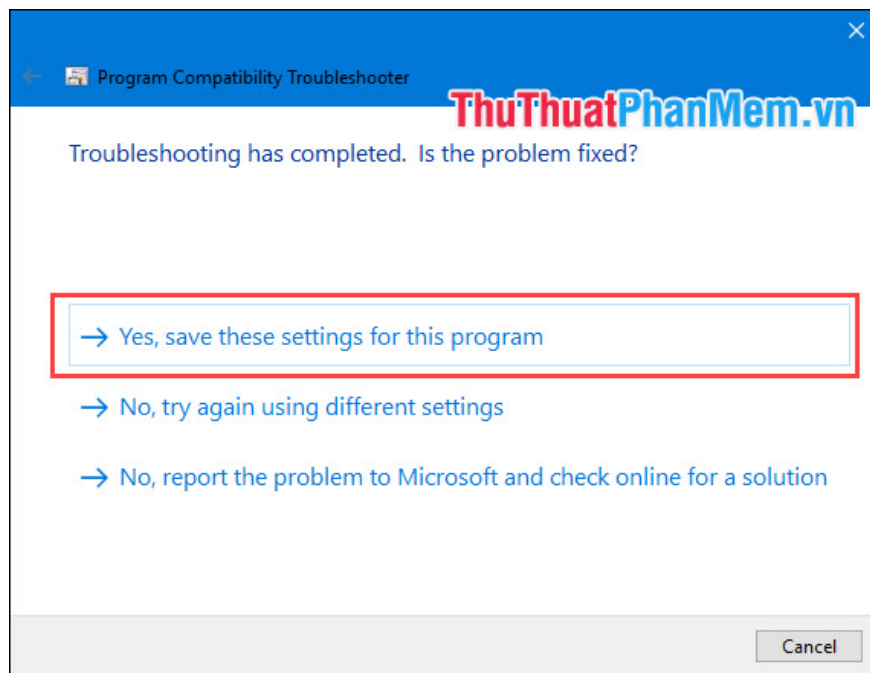 Program Compatibility Troubleshooter
ThuThuatPhanMem.vn
Troubleshooting has completed. Is the problem fixed?
Yes, save these settings for this program
No, try again using different settings
No, report the problem to Microsoft and check online for a solution
Cancel